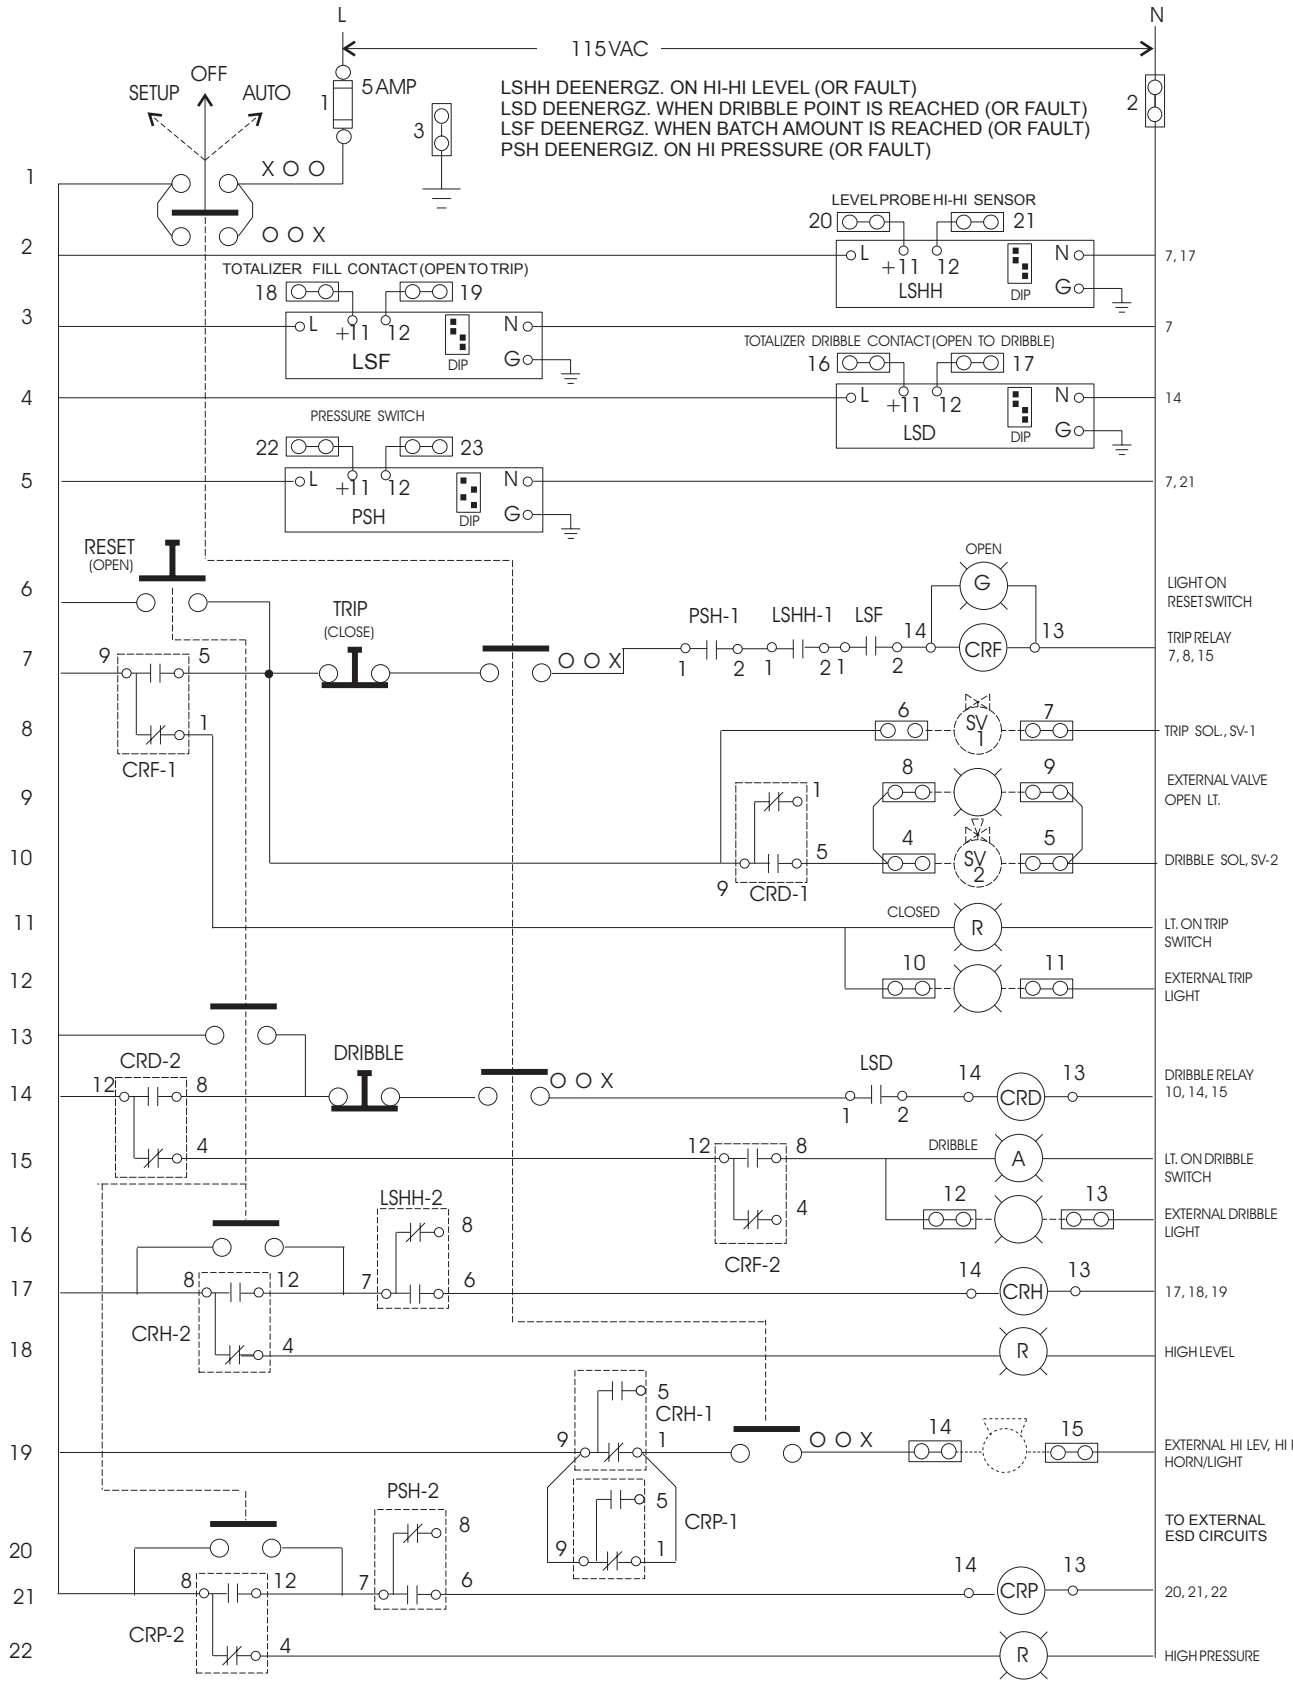 L
N
115 VAC
OFF
SETUP
AUTO
1
5 AMP
3
2
LSHH DEENERGZ. ON HI-HI LEVEL (OR FAULT)
LSD DEENERGZ. WHEN DRIBBLE POINT IS REACHED (OR FAULT)
LSF DEENERGZ. WHEN BATCH AMOUNT IS REACHED (OR FAULT)
PSH DEENERGIZ. ON HI PRESSURE (OR FAULT)
1
X O O
O O X
LEVEL PROBE HI-HI SENSOR
20
21
2
L
+11
12
LSHH
DIP
N
G
7, 17
TOTALIZER FILL CONTACT (OPEN TO TRIP)
18
19
3
L
+11
12
LSF
DIP
N
G
7
TOTALIZER DRIBBLE CONTACT (OPEN TO DRIBBLE)
16
17
4
L
+11
12
LSD
DIP
N
G
14
PRESSURE SWITCH
22
23
5
L
+11
12
PSH
DIP
N
G
7, 21
RESET
(OPEN)
6
OPEN
G
LIGHT ON
RESET SWITCH
TRIP
(CLOSE)
7
9
5
O O X
PSH-1
1
2
LSHH-1
1
2
LSF
1
2
14
CRF
13
TRIP RELAY
7, 8, 15
8
1
CRF-1
6
SV
1
7
TRIP SOL., SV-1
9
1
8
9
EXTERNAL VALVE
OPEN LT.
10
9
5
CRD-1
4
SV
2
5
DRIBBLE SOL, SV-2
11
CLOSED
R
LT. ON TRIP
SWITCH
12
10
11
EXTERNAL TRIP
LIGHT
13
CRD-2
DRIBBLE
14
12
8
O O X
LSD
1
2
14
CRD
13
DRIBBLE RELAY
10, 14, 15
15
4
12
8
DRIBBLE
A
LT. ON DRIBBLE
SWITCH
4
CRF-2
12
13
EXTERNAL DRIBBLE
LIGHT
16
LSHH-2
8
17
8
12
7
6
14
CRH
13
17, 18, 19
CRH-2
18
4
R
HIGH LEVEL
5
CRH-1
19
9
1
O O X
14
15
EXTERNAL HI LEV, HI
HORN/LIGHT
5
CRP-1
9
1
PSH-2
8
TO EXTERNAL
ESD CIRCUITS
20
21
8
12
7
6
14
CRP
13
20, 21, 22
CRP-2
22
4
R
HIGH PRESSURE